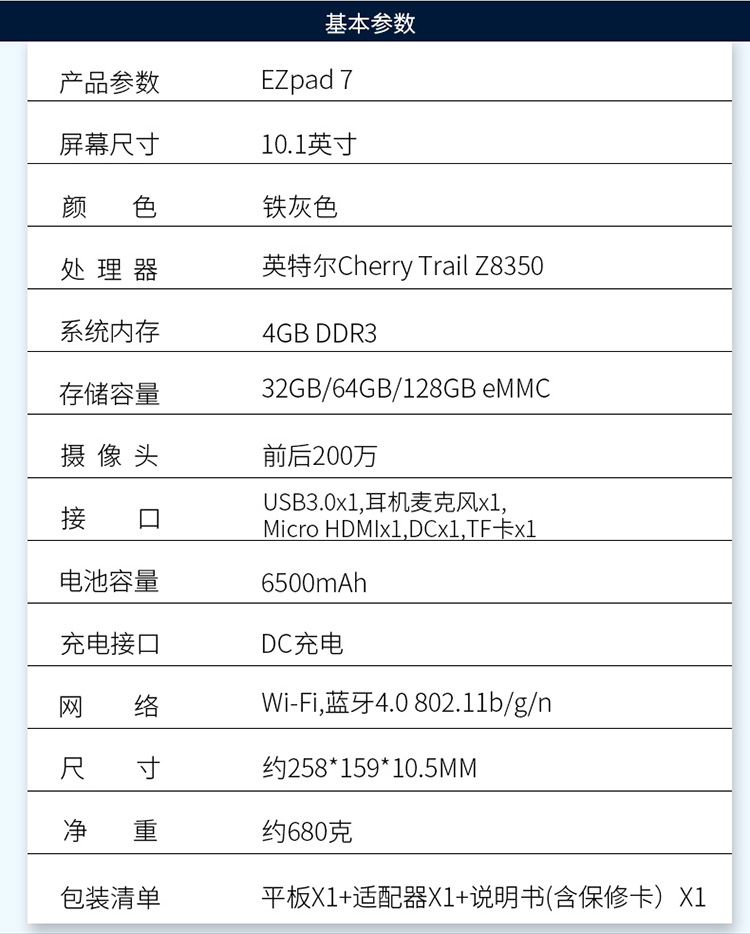 基本参数
产品参数 EZpad 7
屏幕尺寸 10.1英寸
颜 色 铁灰色
处 理 器 英特尔Cherry Trail Z8350
系统内存 4GB DDR3
存储容量 32GB/64GB/128GB eMMC
摄 像 头 前后200万
接 口 USB3.0x1,耳机麦克风x1,
Micro HDMIx1,DCx1,TF卡x1
电池容量 6500mAh
充电接口 DC充电
网 络 Wi-Fi,蓝牙4.0 802.11b/g/n
尺 寸 约258*159*10.5MM
净 重 约680克
包装清单 平板X1+适配器X1+说明书(含保修卡）X1